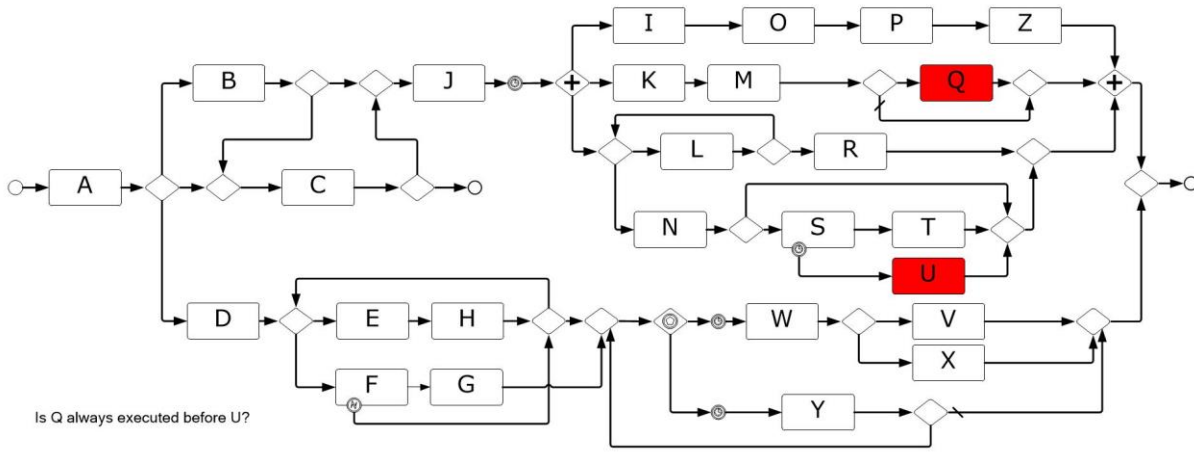 I O P Z
B J K M Q
L R
A C
N S T
U
D E H W V
X
F G Y
Is Q always executed before U?